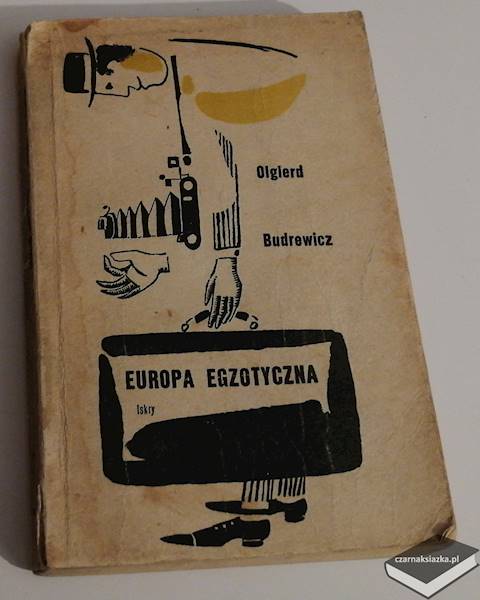 Olgierd
Budrewicz
EUROPA EGZOTYCZNA
Iskry
czarnaksiazka.pl